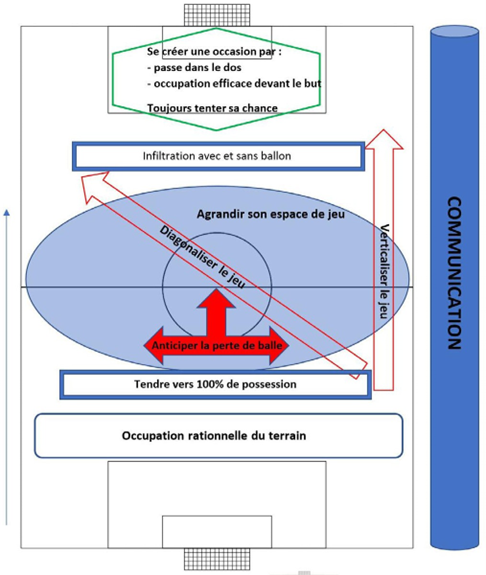 Se créer une occasion par :
- passe dans le dos
- occupation efficace devant le but
Toujours tenter sa chance
Infiltration avec et sans ballon
Agrandir son espace de jeu
Diagonaliser le jeu
Verticaliser le jeu
COMMUNICATION
Anticiper la perte de balle
Tendre vers 100% de possession
Occupation rationnelle du terrain